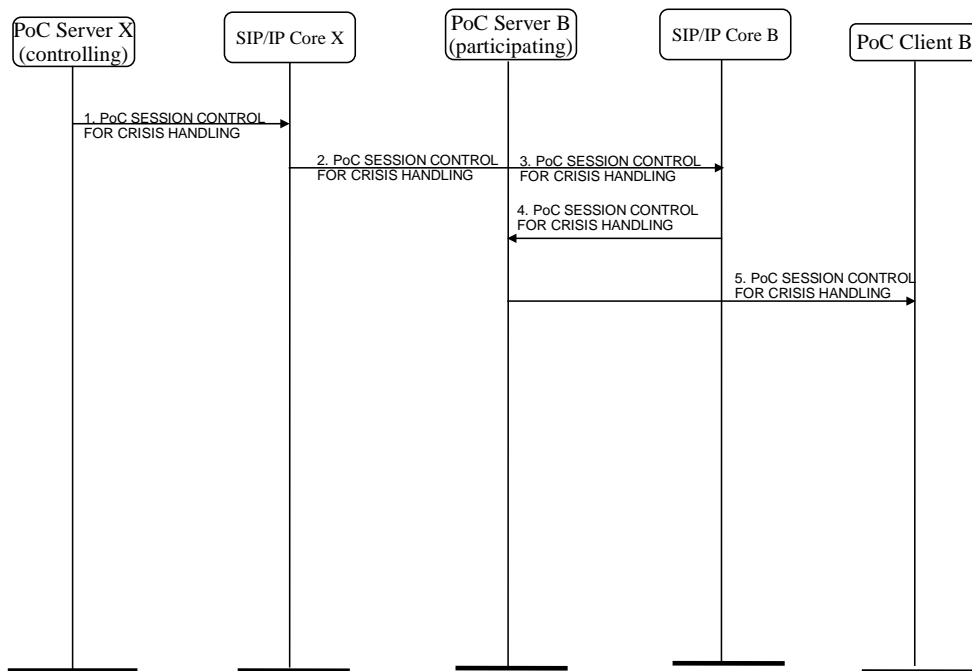 PoC Server X
(controlling)
SIP/IP Core X
PoC Server B
(participating)
SIP/IP Core B
PoC Client B
1. PoC SESSION CONTROL
FOR CRISIS HANDLING
2. PoC SESSION CONTROL
FOR CRISIS HANDLING
3. PoC SESSION CONTROL
FOR CRISIS HANDLING
4. PoC SESSION CONTROL
FOR CRISIS HANDLING
5. PoC SESSION CONTROL
FOR CRISIS HANDLING